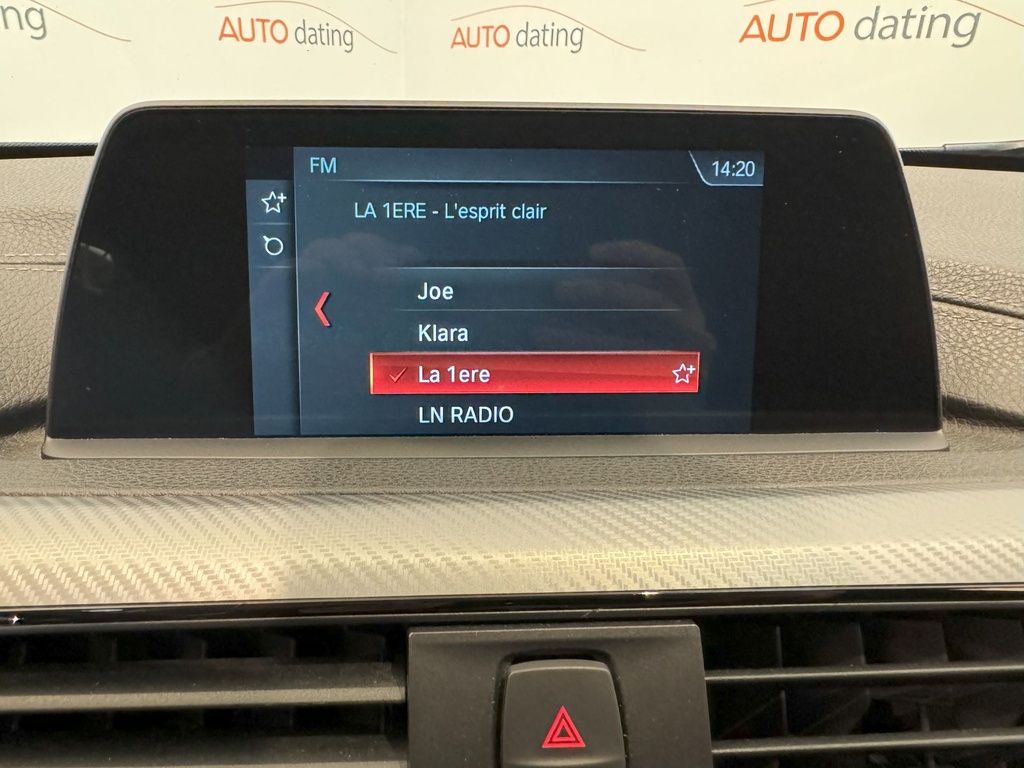 ng
AUTO dating
AUTO dating
AUTO dating
FM
14:20
LA 1ERE - L'esprit clair
Joe
Klara
La 1ere
LN RADIO